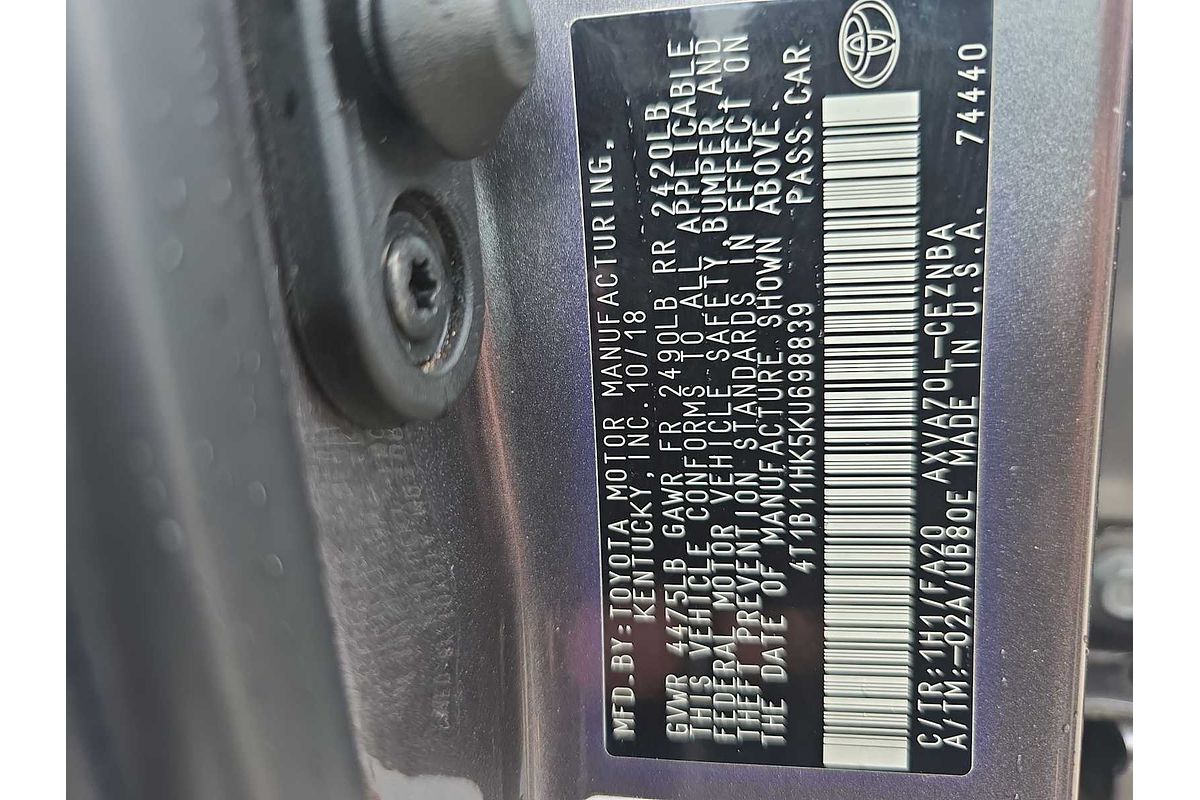 MFD.BY:TOYOTA MOTOR MANUFACTURING.
KENTUCKY,INC.10/18
GVWR 4475LB GAWR FR 2490LB RR 2420LB
THIS VEHICLE CONFORMS TO ALL APPLICABLE
FEDERAL MOTOR VEHICLE SAFETY, BUMPER,AND
THEFT PREVENTION STANDARDS IN EFFECT ON
THE DATE OF MANUFACTURE SHOWN ABOVE.
4T1B11HK5KU698839 PASS.CAR
C/TR:1H1/FA20 AXVA70L-CEZNBA
A/TM:-02A/UB80E MADE IN U.S.A. 74440